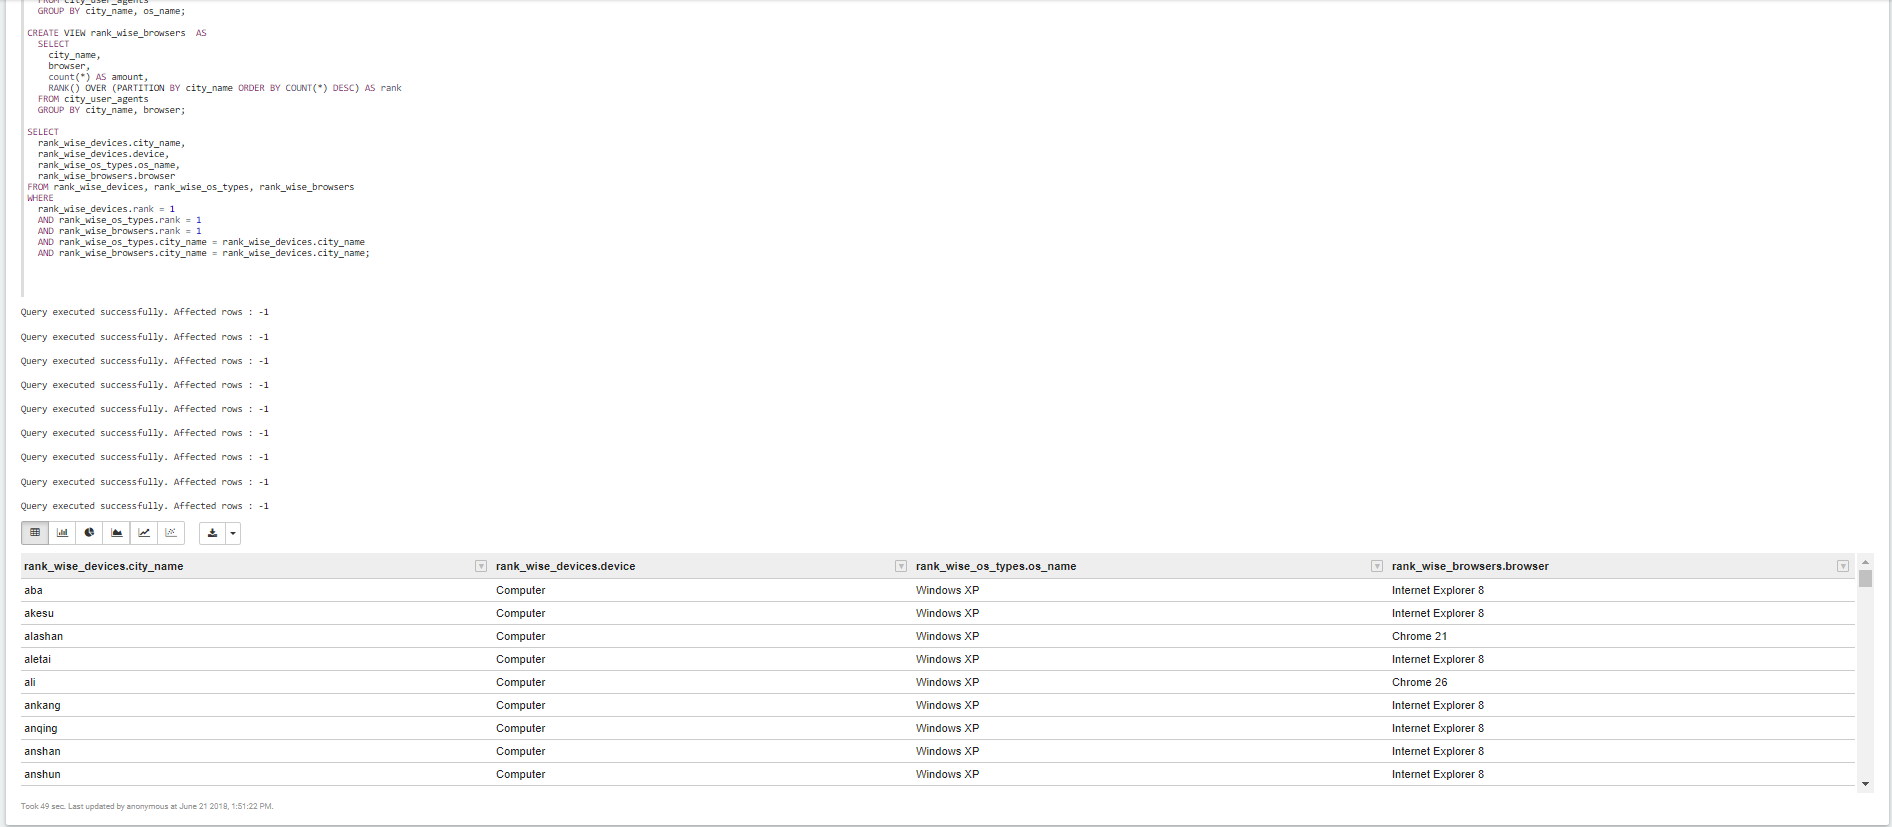 FROM city_user_agents
GROUP BY city_name, os_name;
CREATE VIEW rank_wise_browsers  AS
SELECT
city_name,
browser,
count(*) AS amount,
RANK() OVER (PARTITION BY city_name ORDER BY COUNT(*) DESC) AS rank
FROM city_user_agents
GROUP BY city_name, browser;
SELECT
rank_wise_devices.city_name,
rank_wise_devices.device,
rank_wise_os_types.os_name,
rank_wise_browsers.browser
FROM rank_wise_devices, rank_wise_os_types, rank_wise_browsers
WHERE
rank_wise_devices.rank = 1
AND rank_wise_os_types.rank = 1
AND rank_wise_browsers.rank = 1
AND rank_wise_os_types.city_name = rank_wise_devices.city_name
AND rank_wise_browsers.city_name = rank_wise_devices.city_name;
Query executed successfully. Affected rows : -1
Query executed successfully. Affected rows : -1
Query executed successfully. Affected rows : -1
Query executed successfully. Affected rows : -1
Query executed successfully. Affected rows : -1
Query executed successfully. Affected rows : -1
Query executed successfully. Affected rows : -1
Query executed successfully. Affected rows : -1
Query executed successfully. Affected rows : -1
rank_wise_devices.city_name rank_wise_devices.device rank_wise_os_types.os_name rank_wise_browsers.browser
aba Computer Windows XP Internet Explorer 8
akesu Computer Windows XP Internet Explorer 8
alashan Computer Windows XP Chrome 21
aletai Computer Windows XP Internet Explorer 8
ali Computer Windows XP Chrome 26
ankang Computer Windows XP Internet Explorer 8
anqing Computer Windows XP Internet Explorer 8
anshan Computer Windows XP Internet Explorer 8
anshun Computer Windows XP Internet Explorer 8
Took 49 sec. Last updated by anonymous at June 21 2018, 1:51:22 PM.